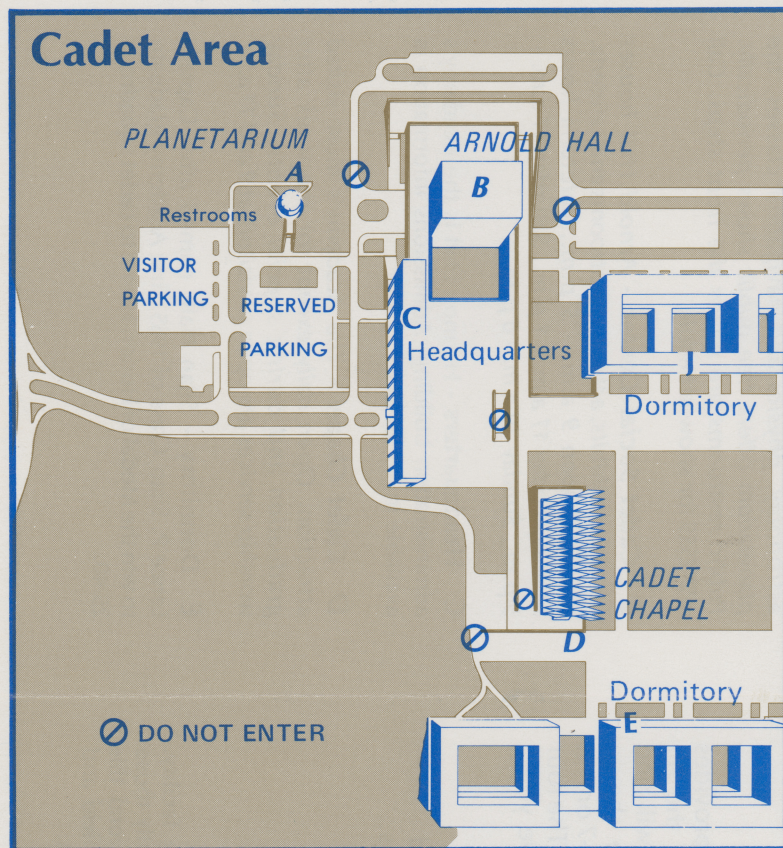 Cadet Area
PLANETARIUM
ARNOLD HALL
A
B
Restrooms
VISITOR
PARKING
RESERVED
PARKING
C
Headquarters
J
Dormitory
CADET
CHAPEL
D
Dormitory
E
DO NOT ENTER